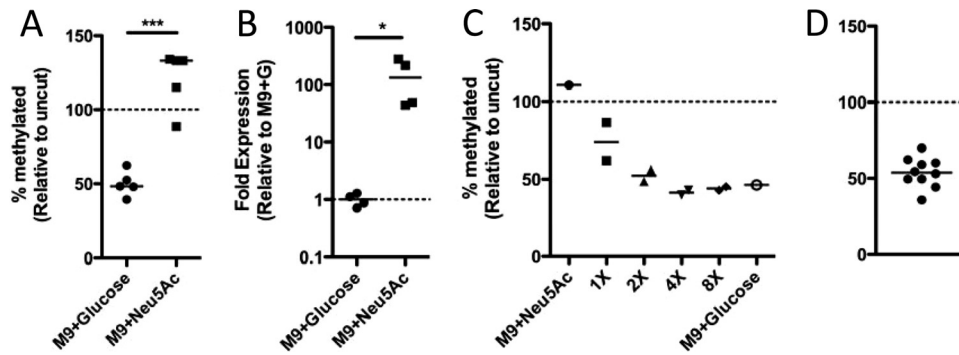 A
***
% methylated
(Relative to uncut)
150
100
50
0
M9+Glucose
M9+Neu5Ac
B
*
Fold Expression
(Relative to M9+G)
1000
100
10
1
0.1
M9+Glucose
M9+Neu5Ac
C
% methylated
(Relative to uncut)
150
100
50
0
M9+Neu5Ac
1X
2X
4X
8X
M9+Glucose
D
150
100
50
0